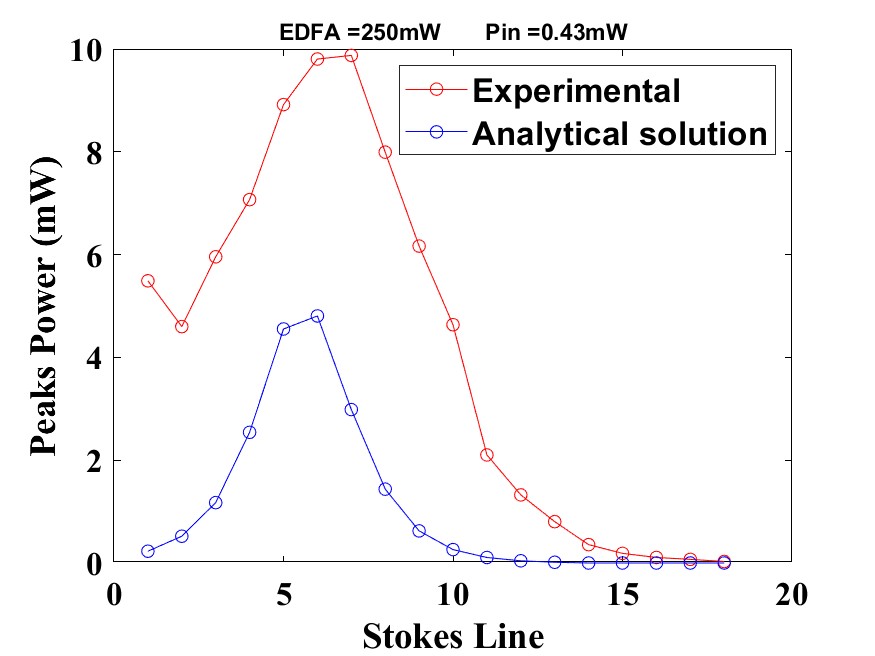 EDFA =250mW Pin =0.43mW
Experimental
Analytical solution
Peaks Power (mW)
10
8
6
4
2
0
0 5 10 15 20
Stokes Line